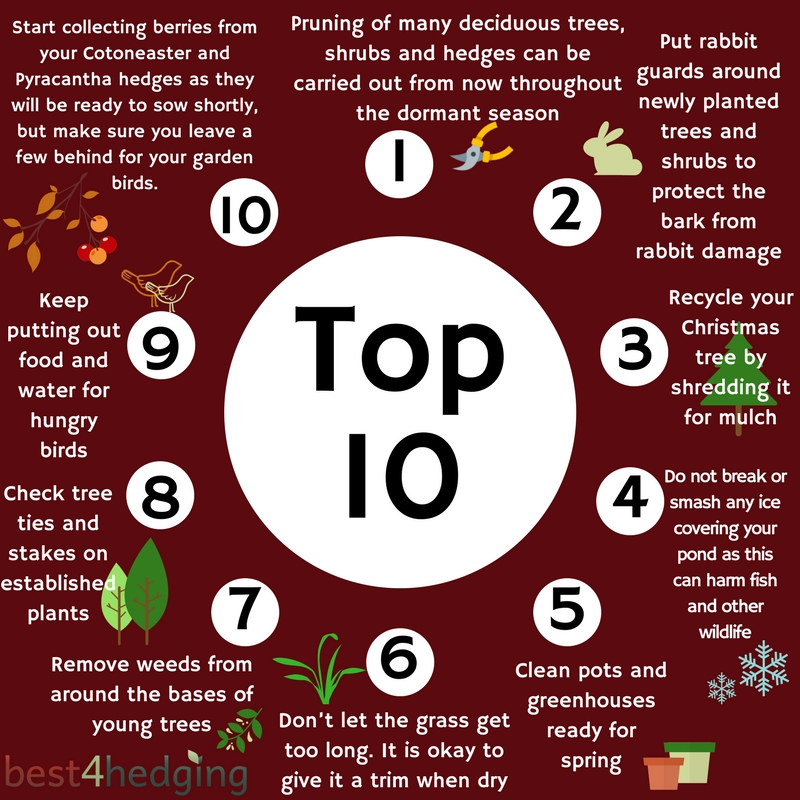 Top
10
1
Pruning of many deciduous trees,
shrubs and hedges can be
carried out from now throughout
the dormant season
2
Put rabbit
guards around
newly planted
trees and
shrubs to
protect the
bark from
rabbit damage
3
Recycle your
Christmas
tree by
shredding it
for mulch
4
Do not break or
smash any ice
covering your
pond as this
can harm fish
and other
wildlife
5
Clean pots and
greenhouses
ready for
spring
6
Don't let the grass get
too long. It is okay to
give it a trim when dry
7
Remove weeds from
around the bases of
young trees
8
Check tree
ties and
stakes on
established
plants
9
Keep
putting out
food and
water for
hungry
birds
10
Start collecting berries from
your Cotoneaster and
Pyracantha hedges as they
will be ready to sow shortly,
but make sure you leave a
few behind for your garden
birds.
best4hedging